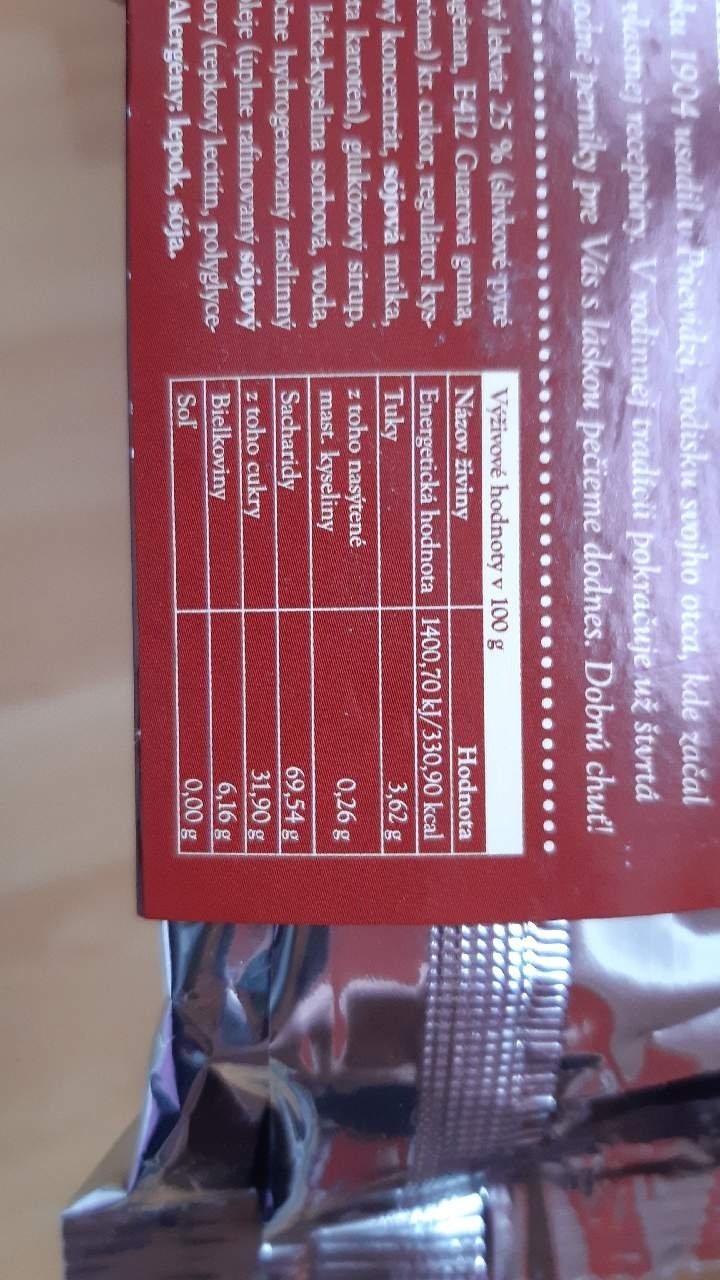 ku 1904 usadil v Prievidzi, rodisku svojho otca, kde začal
vlastnej receptúry. V rodinnej tradícii pokračuje už štvrtá
perníky pre Vás s láskou pečieme dodnes. Dobrú chuť!
vý lekvár 25 % (slivkové pyré
E412 Guarová guma,
róma) kr. cukor, regulátor kys-
vý koncentrát, sójová múka,
ta karotén), glukózový sirup,
látka-kyselina sorbová, voda,
čne hydrogenovaný rastlinný
oleje (úplne rafinovaný sójový
ory (repkový lecitín, polyglyce-
Alergény: lepok, sója,
Výživové hodnoty v 100 g
Názov živiny Hodnota
Energetická hodnota 1400,70 kJ/330,90 kcal
Tuky 3,62 g
z toho nasýtené
mast. kyseliny 0,26 g
Sacharidy 69,54 g
z toho cukry 31,90 g
Bielkoviny 6,16 g
Soľ 0,00 g